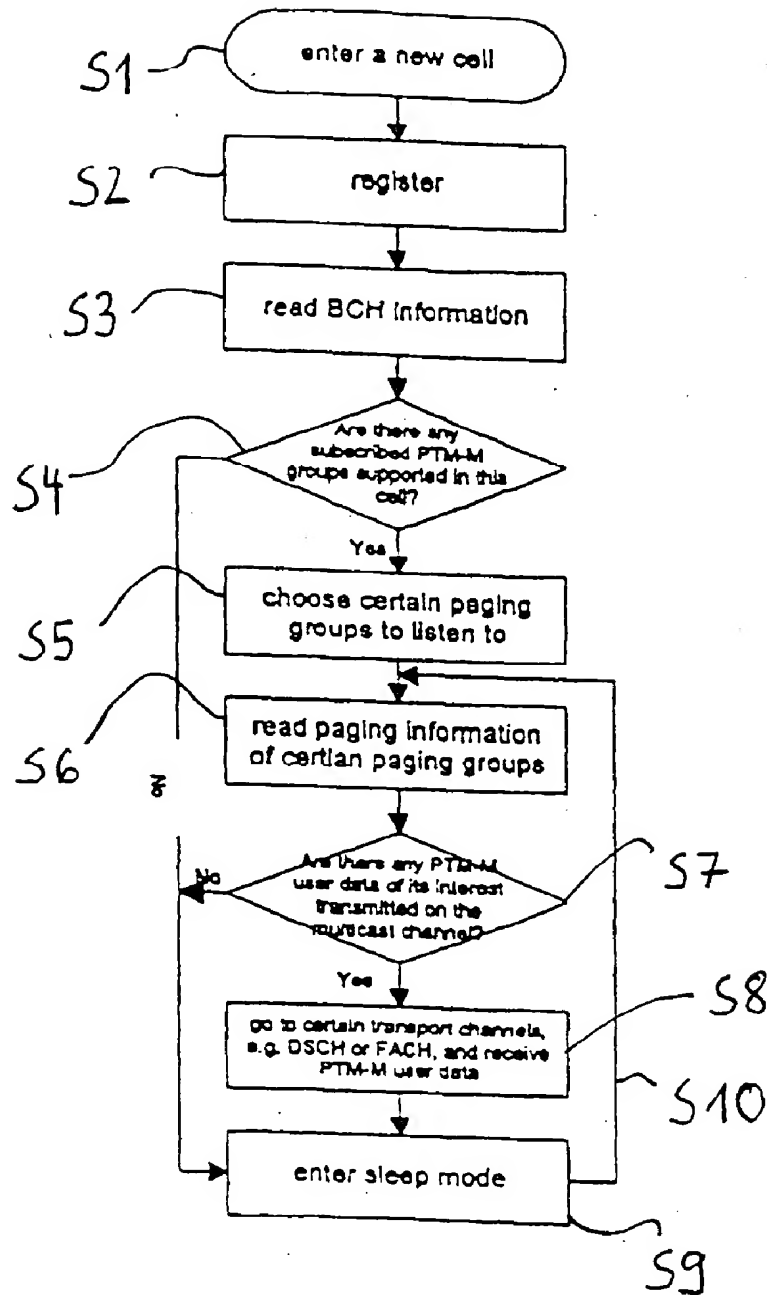 S1
enter a new cell
S2
register
S3
read BCH information
S4
Are there any
subscribed PTM-M
groups supported in this
cell?
Yes
No
S5
choose certain paging
groups to listen to
S6
read paging information
of certian paging groups
S7
Are there any PTM-M
user data of its interest
transmitted on the
multicast channel?
No
Yes
S8
go to certain transport channels,
e.g. DSCH or FACH, and receive
PTM-M user data
S10
enter sleep mode
S9